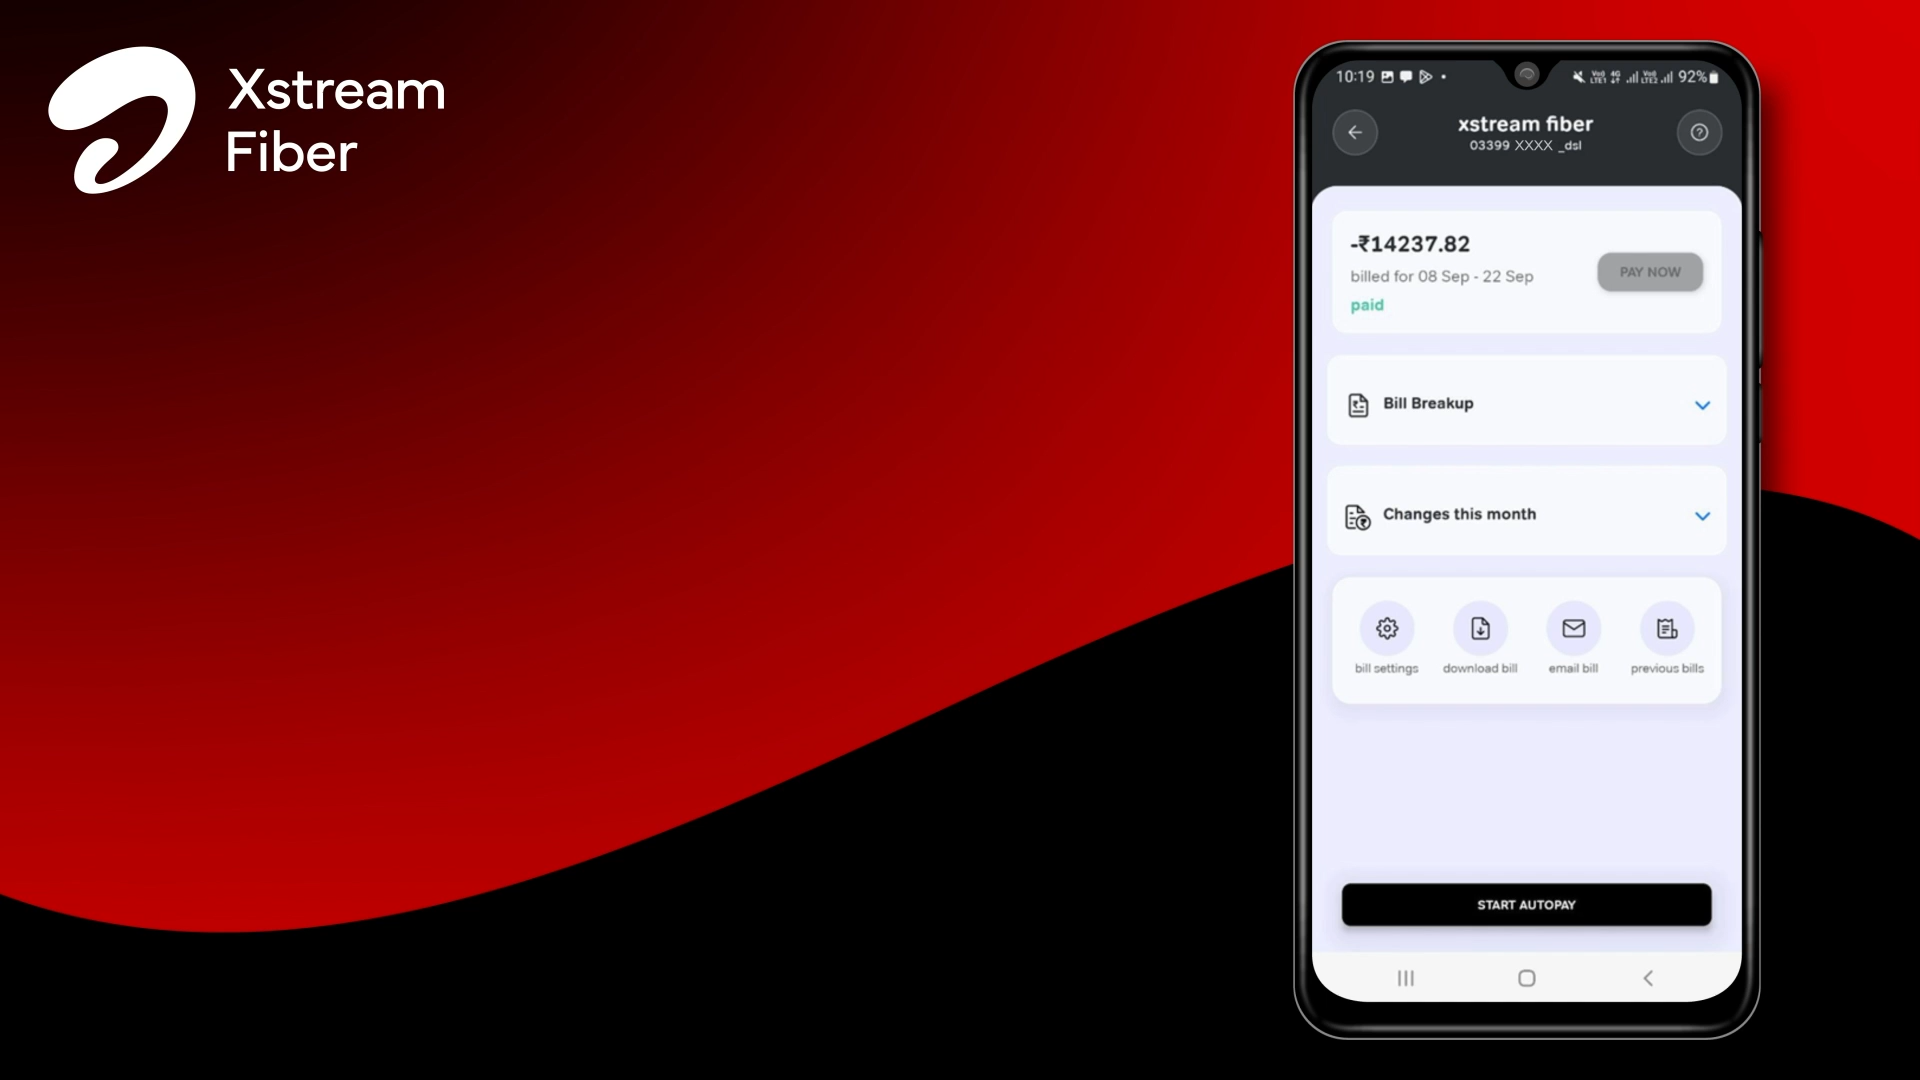 Xstream
Fiber
10:19 92%
xstream fiber
03399 XXXX _dsl
-₹14237.82
billed for 08 Sep - 22 Sep
PAY NOW
paid
Bill Breakup
Changes this month
bill settings download bill email bill previous bills
START AUTOPAY